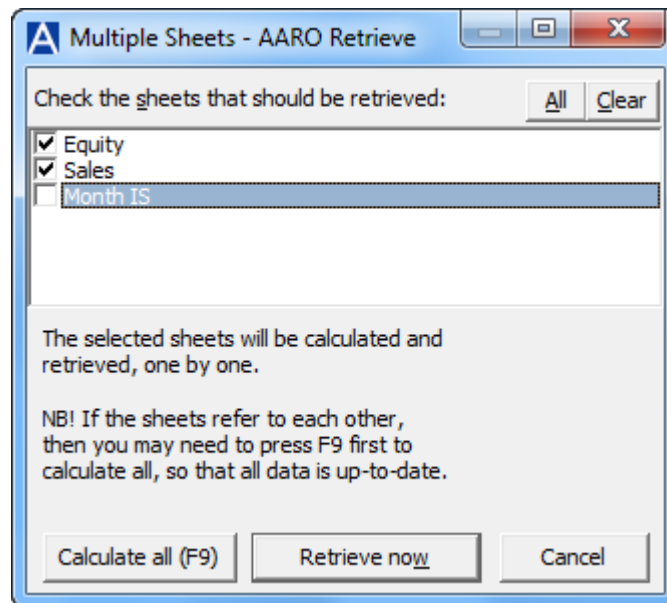 Multiple Sheets - AARO Retrieve
Check the sheets that should be retrieved: All Clear
Equity
Sales
Month IS
The selected sheets will be calculated and
retrieved, one by one.
NB! If the sheets refer to each other,
then you may need to press F9 first to
calculate all, so that all data is up-to-date.
Calculate all (F9) Retrieve now Cancel